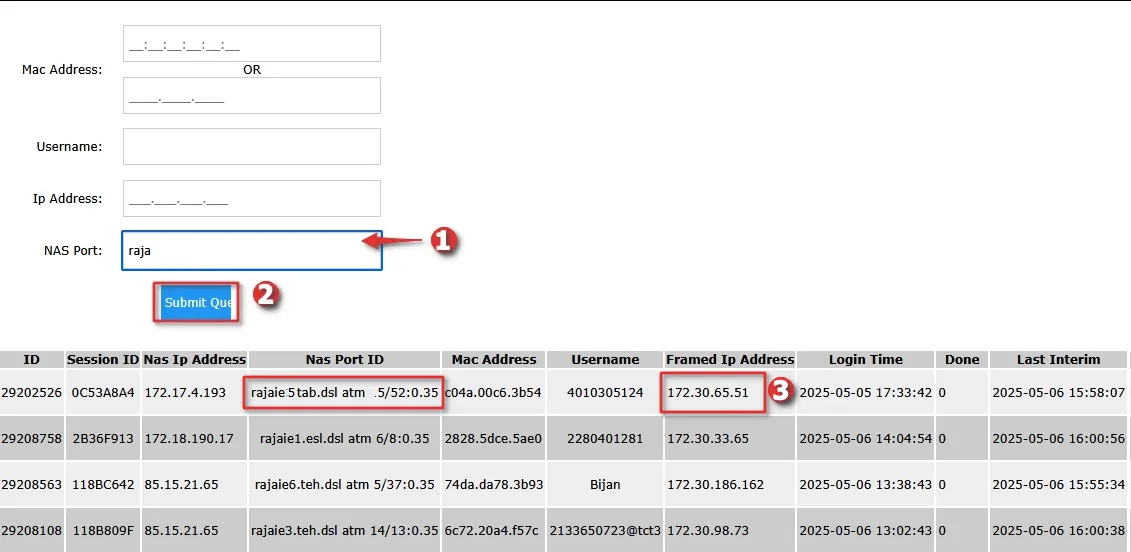 __:__:__:__:__:__
Mac Address:
OR
____.____.____
Username:
Ip Address:
___.___.___.___
NAS Port:
raja
1
Submit Que
2
ID Session ID Nas Ip Address Nas Port ID Mac Address Username Framed Ip Address Login Time Done Last Interim
29202526 0C53A8A4 172.17.4.193 rajaie5tab.dsl atm .5/52:0.35 c04a.00c6.3b54 4010305124 172.30.65.51 3 2025-05-05 17:33:42 0 2025-05-06 15:58:07
29208758 2B36F913 172.18.190.17 rajaie1.esl.dsl atm 6/8:0.35 2828.5dce.5ae0 2280401281 172.30.33.65 2025-05-06 14:04:54 0 2025-05-06 16:00:56
29208563 118BC642 85.15.21.65 rajaie6.teh.dsl atm 5/37:0.35 74da.da78.3b93 Bijan 172.30.186.162 2025-05-06 13:38:43 0 2025-05-06 15:55:34
29208108 118B809F 85.15.21.65 rajaie3.teh.dsl atm 14/13:0.35 6c72.20a4.f57c 2133650723@tct3 172.30.98.73 2025-05-06 13:02:43 0 2025-05-06 16:00:38